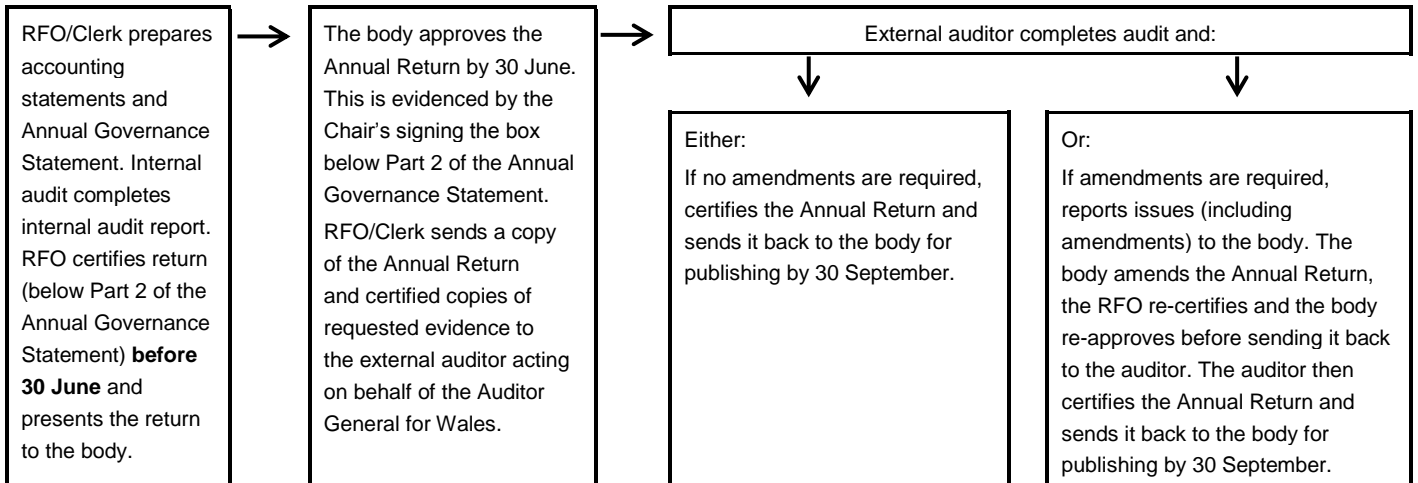 RFO/Clerk prepares
accounting
statements and
Annual Governance
Statement. Internal
audit completes
internal audit report.
RFO certifies return
(below Part 2 of the
Annual Governance
Statement) before
30 June and
presents the return
to the body.
The body approves the
Annual Return by 30 June.
This is evidenced by the
Chair's signing the box
below Part 2 of the Annual
Governance Statement.
RFO/Clerk sends a copy
of the Annual Return
and certified copies of
requested evidence to
the external auditor acting
on behalf of the Auditor
General for Wales.
External auditor completes audit and:
Either:
If no amendments are required,
certifies the Annual Return and
sends it back to the body for
publishing by 30 September.
Or:
If amendments are required,
reports issues (including
amendments) to the body. The
body amends the Annual Return,
the RFO re-certifies and the body
re-approves before sending it back
to the auditor. The auditor then
certifies the Annual Return and
sends it back to the body for
publishing by 30 September.